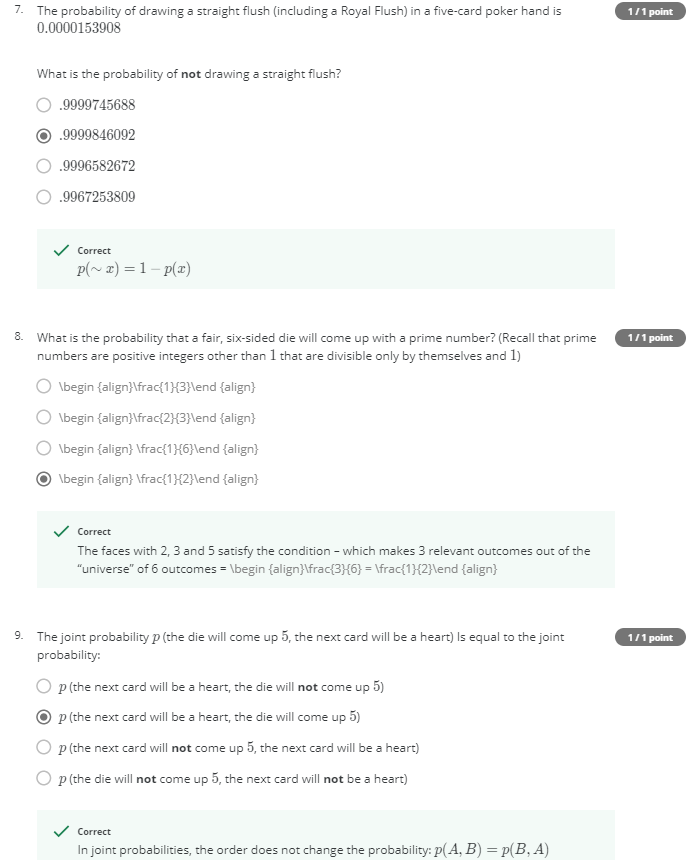 7. The probability of drawing a straight flush (including a Royal Flush) in a five-card poker hand is
1 / 1 point
0.0000153908
What is the probability of not drawing a straight flush?
.9999745688
.9999846092
.9996582672
.9967253809
Correct
p(∼ x) = 1 − p(x)
8. What is the probability that a fair, six-sided die will come up with a prime number? (Recall that prime
1 / 1 point
numbers are positive integers other than 1 that are divisible only by themselves and 1)
\begin {align}\frac{1}{3}\end {align}
\begin {align}\frac{2}{3}\end {align}
\begin {align} \frac{1}{6}\end {align}
\begin {align} \frac{1}{2}\end {align}
Correct
The faces with 2, 3 and 5 satisfy the condition – which makes 3 relevant outcomes out of the
“universe” of 6 outcomes = \begin {align}\frac{3}{6} = \frac{1}{2}\end {align}
9. The joint probability p (the die will come up 5, the next card will be a heart) Is equal to the joint
1 / 1 point
probability:
p (the next card will be a heart, the die will not come up 5)
p (the next card will be a heart, the die will come up 5)
p (the next card will not come up 5, the next card will be a heart)
p (the die will not come up 5, the next card will not be a heart)
Correct
In joint probabilities, the order does not change the probability: p(A, B) = p(B, A)